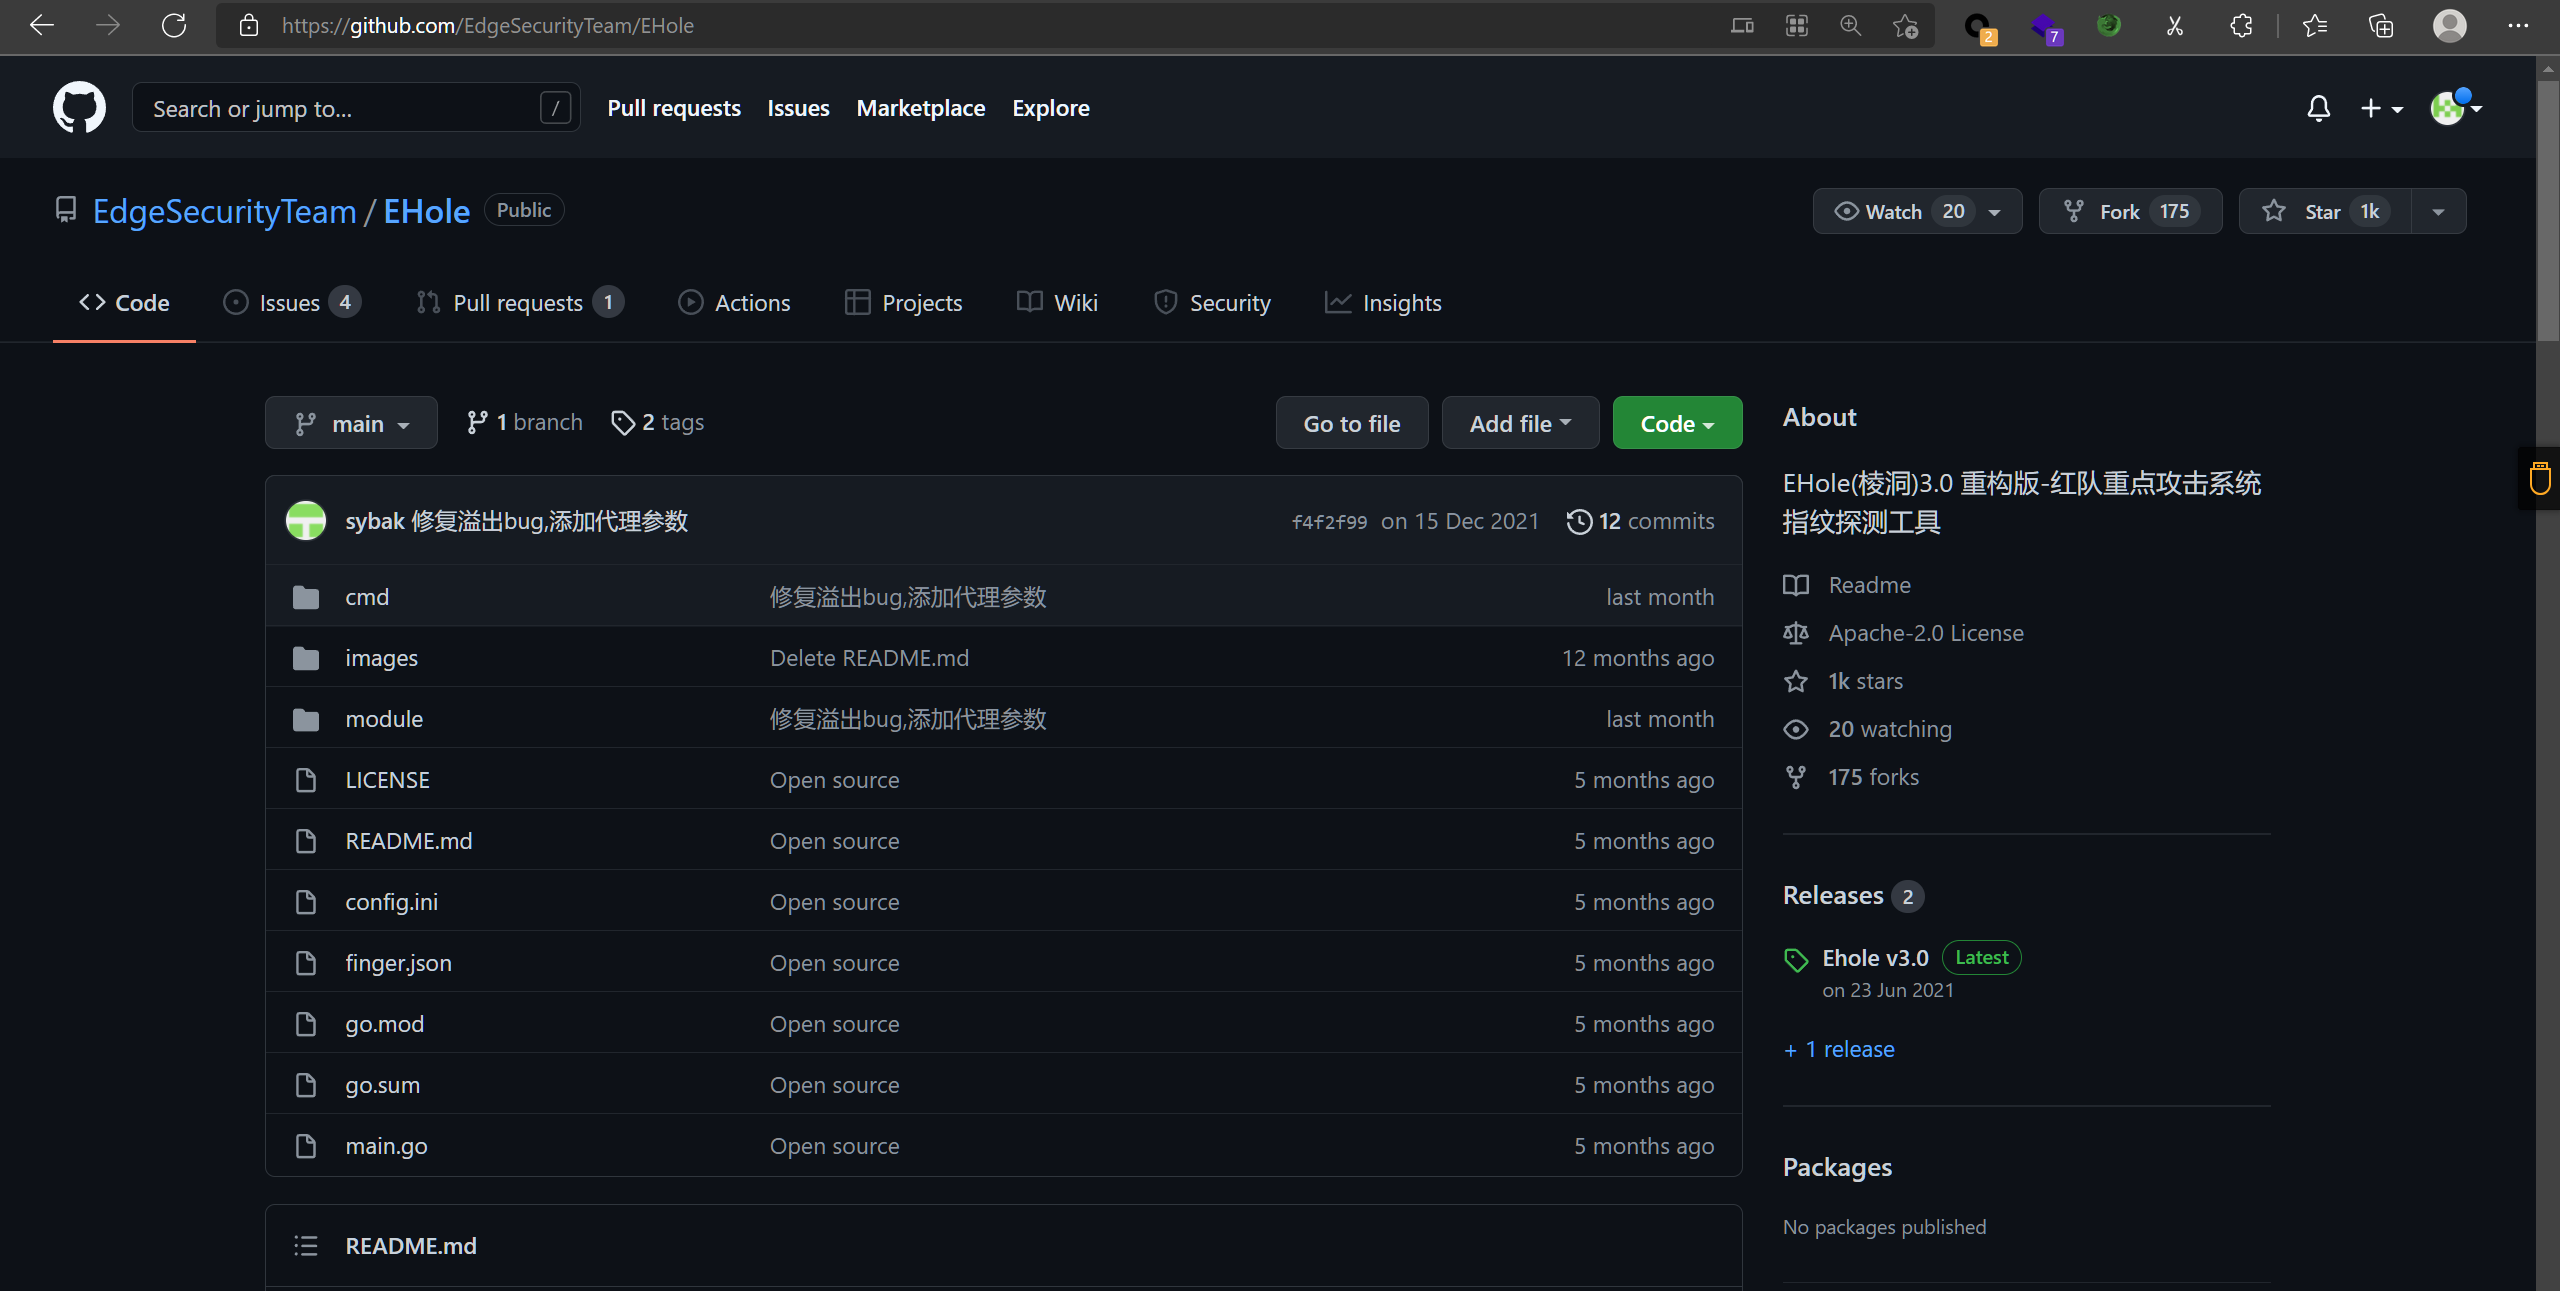 https://github.com/EdgeSecurityTeam/EHole
2
7
Search or jump to...
/
Pull requests
Issues
Marketplace
Explore
EdgeSecurityTeam / EHole
Public
Watch 20
Fork 175
Star 1k
Code
Issues 4
Pull requests 1
Actions
Projects
Wiki
Security
Insights
main
1 branch
2 tags
Go to file
Add file
Code
sybak 修复溢出bug,添加代理参数
f4f2f99 on 15 Dec 2021
12 commits
cmd
修复溢出bug,添加代理参数
last month
images
Delete README.md
12 months ago
module
修复溢出bug,添加代理参数
last month
LICENSE
Open source
5 months ago
README.md
Open source
5 months ago
config.ini
Open source
5 months ago
finger.json
Open source
5 months ago
go.mod
Open source
5 months ago
go.sum
Open source
5 months ago
main.go
Open source
5 months ago
README.md
About
EHole(棱洞)3.0 重构版-红队重点攻击系统
指纹探测工具
Readme
Apache-2.0 License
1k stars
20 watching
175 forks
Releases 2
Ehole v3.0
Latest
on 23 Jun 2021
+ 1 release
Packages
No packages published